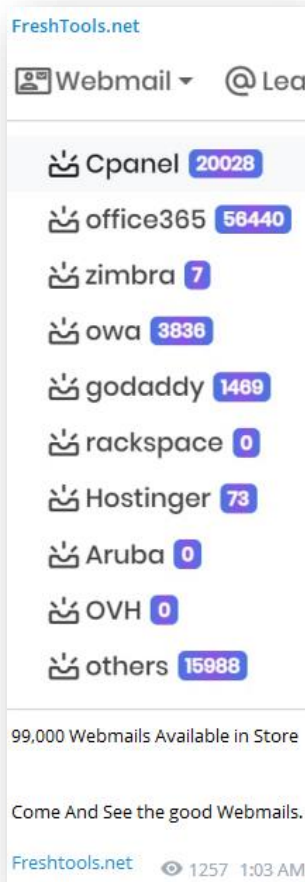 FreshTools.net
Webmail @ Lea
Cpanel 20028
office365 56440
zimbra 7
owa 3836
godaddy 1469
rackspace 0
Hostinger 73
Aruba 0
OVH 0
others 15988
99,000 Webmails Available in Store
Come And See the good Webmails.
Freshtools.net 1257 1:03 AM